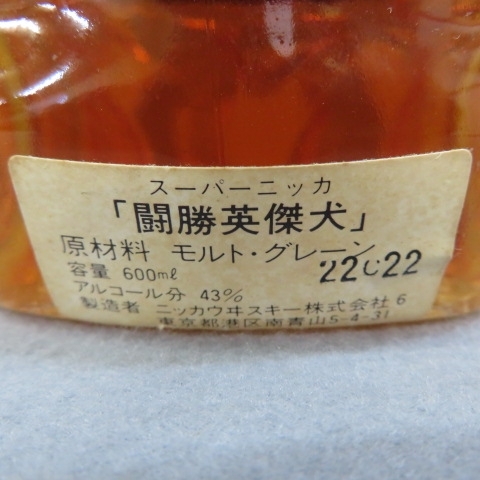 スーパーニッカ
「闘勝英傑犬」
原材料 モルト・グレーン
容量 600㎖ 22C22
アルコール分 43%
製造者 ニッカウヰスキー株式会社 6
東京都港区南青山5-4-31